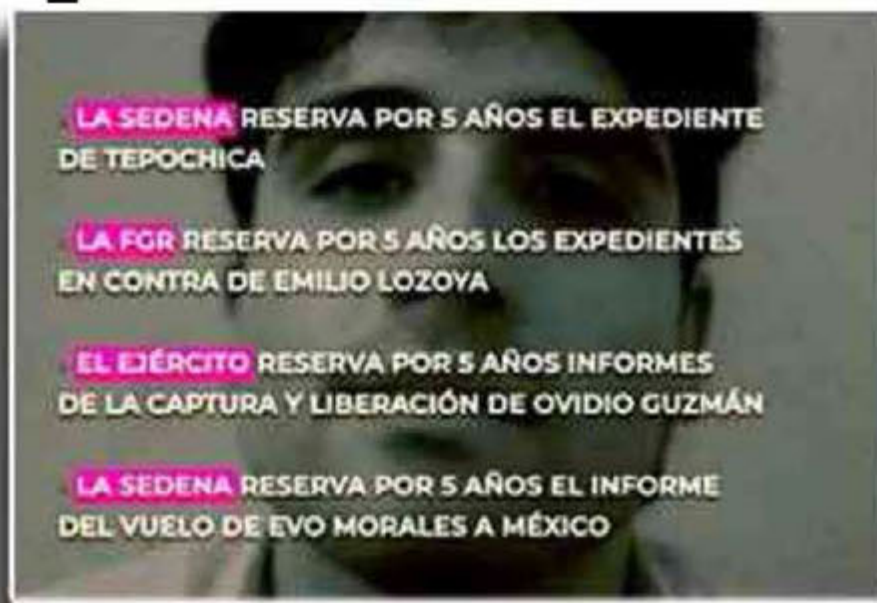 LA SEDENA RESERVA POR 5 AÑOS EL EXPEDIENTE
DE TEPOCHICA
LA FGR RESERVA POR 5 AÑOS LOS EXPEDIENTES
EN CONTRA DE EMILIO LOZOYA
EL EJÉRCITO RESERVA POR 5 AÑOS INFORMES
DE LA CAPTURA Y LIBERACIÓN DE OVIDIO GUZMÁN
LA SEDENA RESERVA POR 5 AÑOS EL INFORME
DEL VUELO DE EVO MORALES A MÉXICO